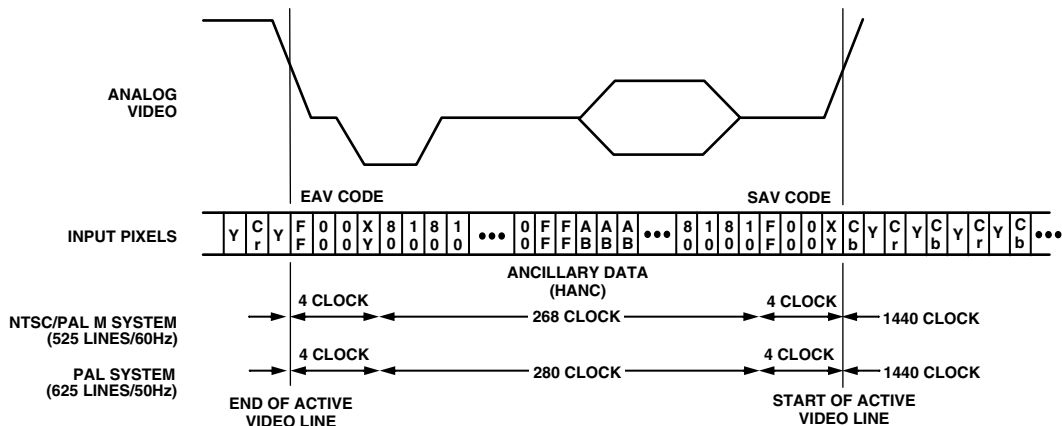 ANALOG
VIDEO
EAV CODE
SAV CODE
INPUT PIXELS
Y Cr Y FF 00 00 XY 80 10 80 10 ••• 00 FF FF AB AB AB ••• 80 10 80 10 FF 00 00 XY Cb Y Cr Y Cb Y Cr Y Cb •••
ANCILLARY DATA
(HANC)
NTSC/PAL M SYSTEM
(525 LINES/60Hz)
4 CLOCK
268 CLOCK
4 CLOCK
1440 CLOCK
PAL SYSTEM
(625 LINES/50Hz)
4 CLOCK
280 CLOCK
4 CLOCK
1440 CLOCK
END OF ACTIVE
VIDEO LINE
START OF ACTIVE
VIDEO LINE